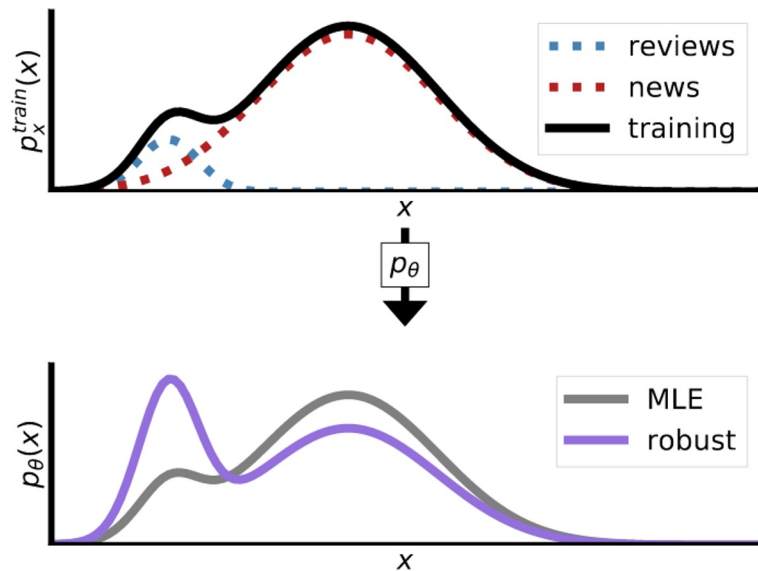 p_x^{train}(x)
reviews
news
training
x
p_θ
p_θ(x)
MLE
robust
x